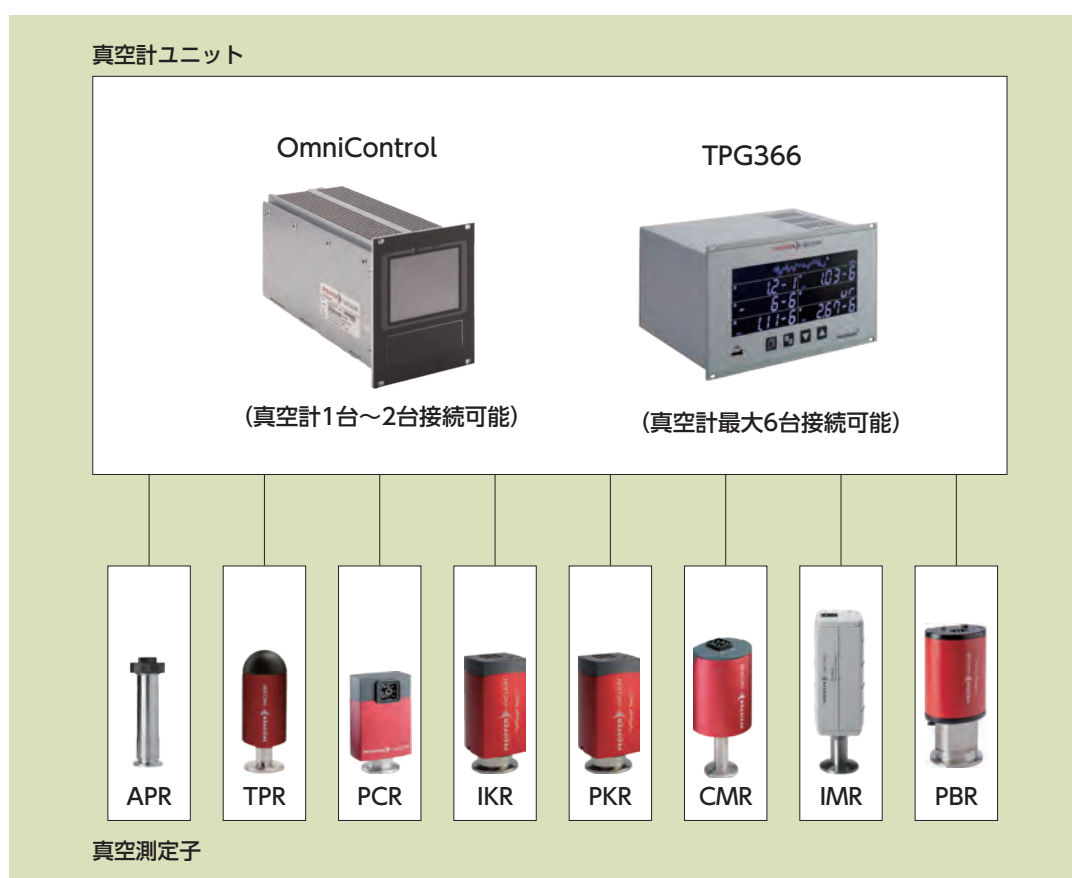 真空計ユニット
OmniControl
TPG366
（真空計1台～2台接続可能）
（真空計最大6台接続可能）
APR
TPR
PCR
IKR
PKR
CMR
IMR
PBR
真空測定子